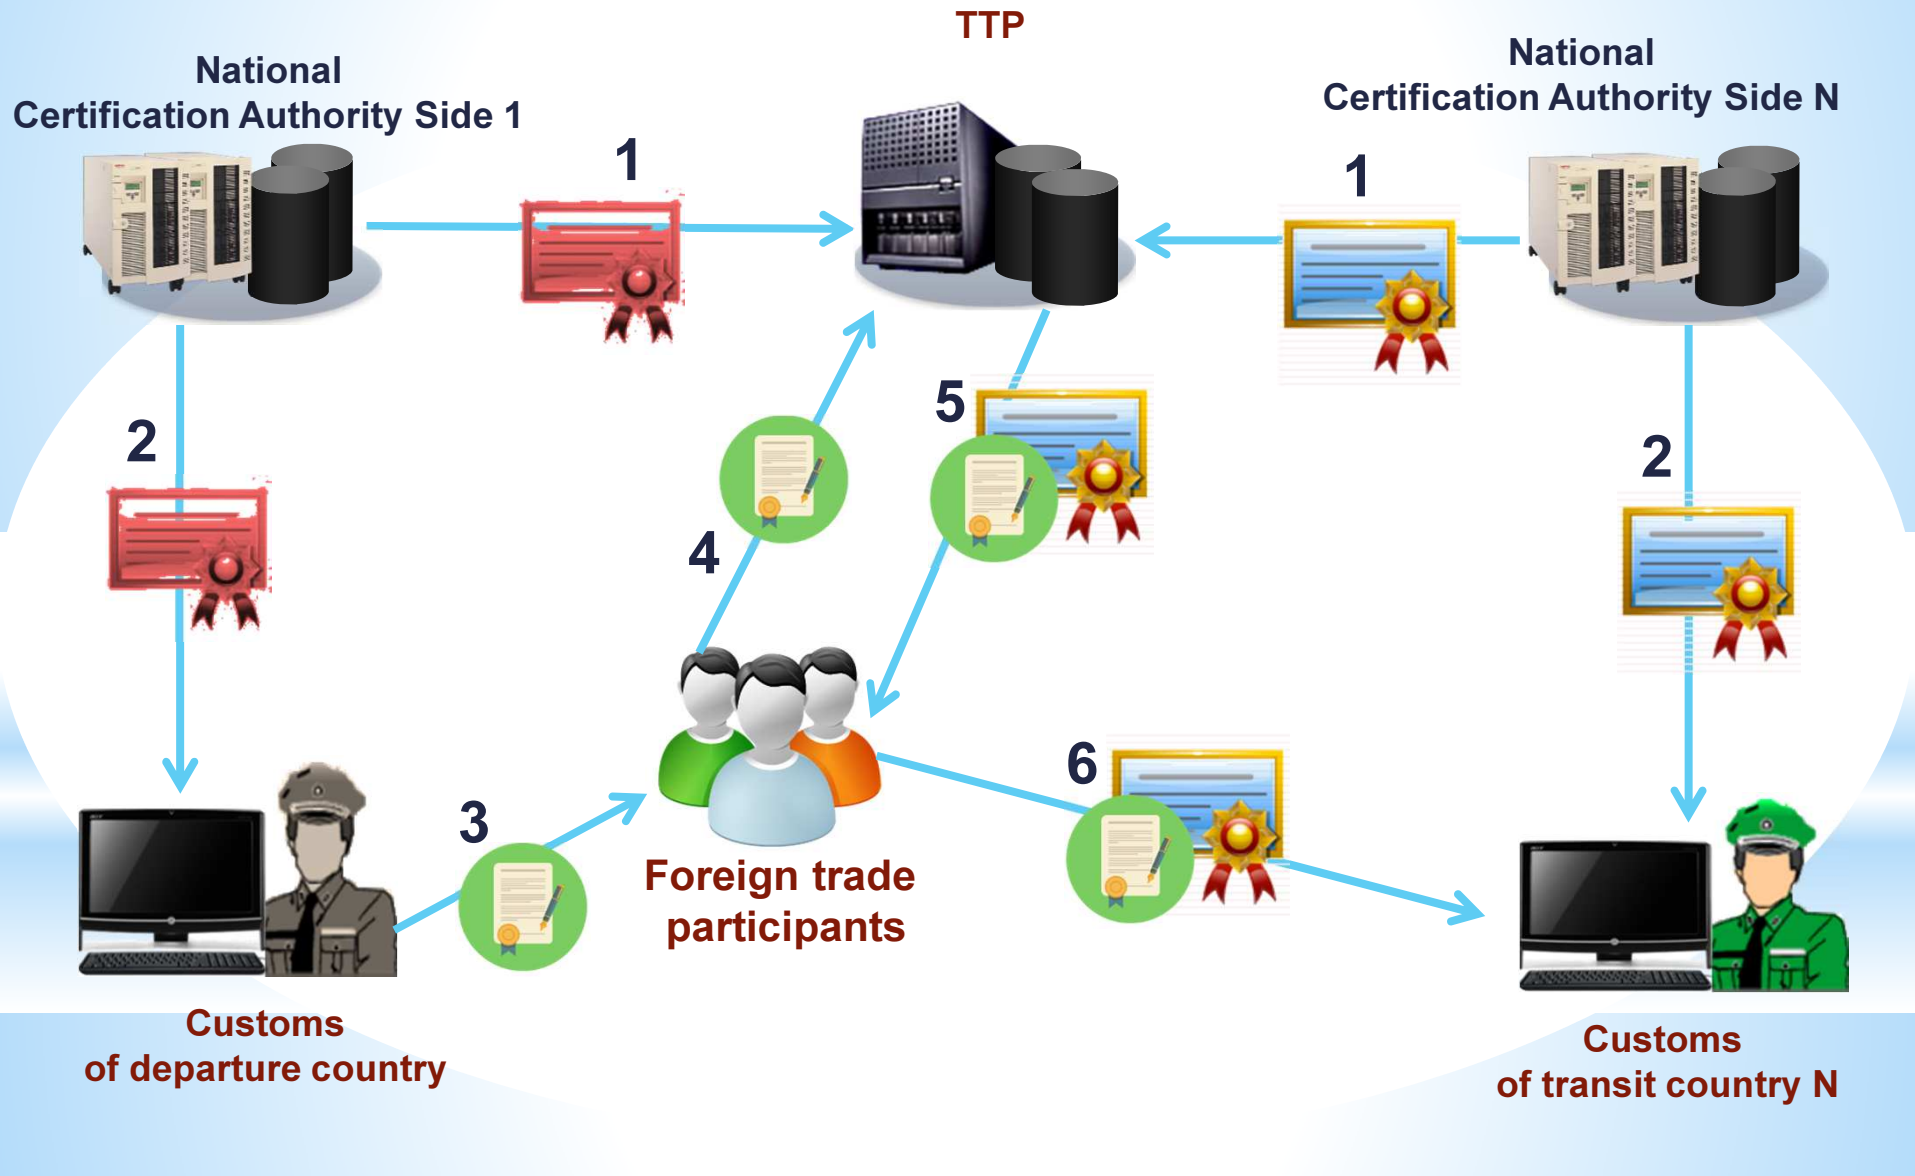 TTP
National
Certification Authority Side 1
National
Certification Authority Side N
1
1
2
5
2
4
6
3
Foreign trade
participants
Customs
of departure country
Customs
of transit country N